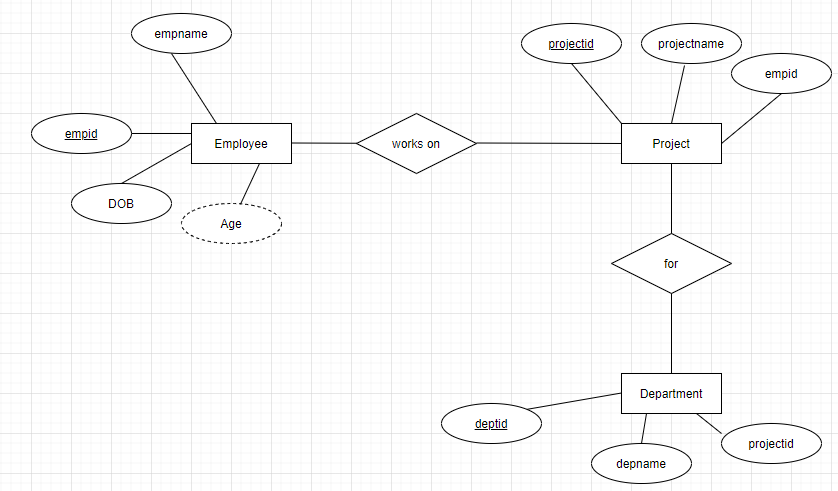 empname
projectid
projectname
empid
empid
Employee
works on
Project
DOB
Age
for
Department
deptid
depname
projectid